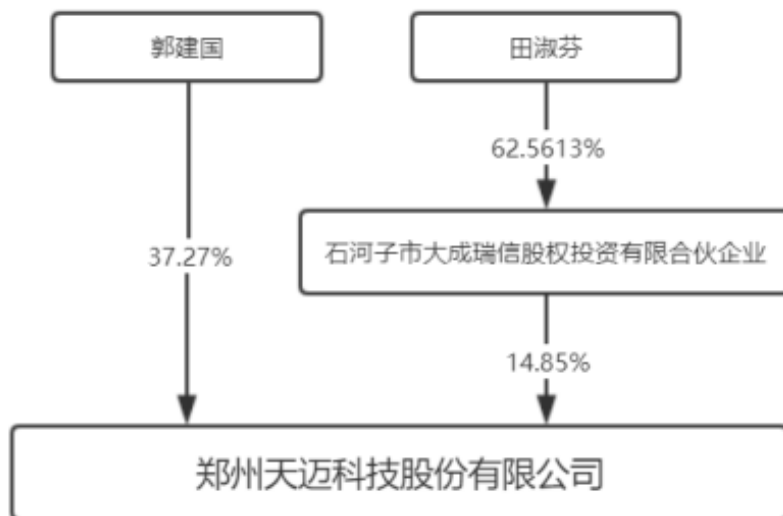 郭建国
田淑芬
62.5613%
石河子市大成瑞信股权投资有限合伙企业
37.27%
14.85%
郑州天迈科技股份有限公司